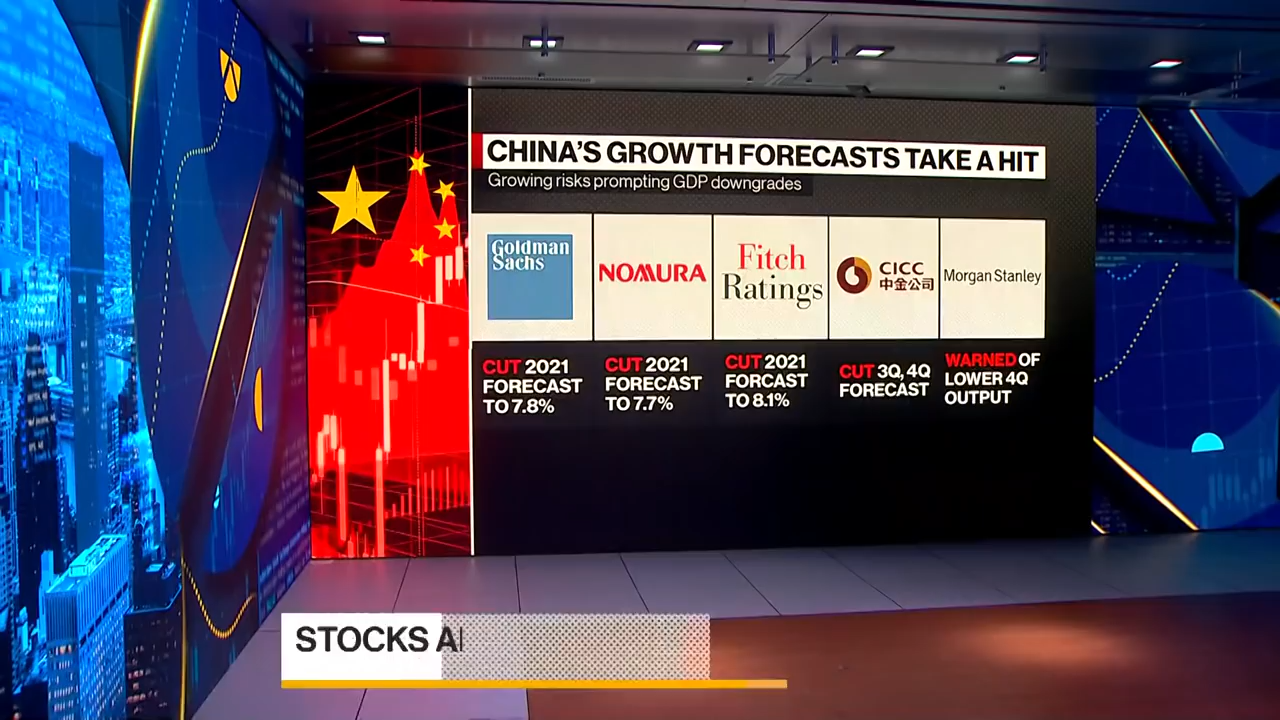 CHINA'S GROWTH FORECASTS TAKE A HIT
Growing risks prompting GDP downgrades
Goldman
Sachs
NOMURA
Fitch
Ratings
CICC
中金公司
Morgan Stanley
CUT 2021
FORECAST
TO 7.8%
CUT 2021
FORECAST
TO 7.7%
CUT 2021
FORCAST
TO 8.1%
CUT 3Q, 4Q
FORECAST
WARNED OF
LOWER 4Q
OUTPUT
STOCKS